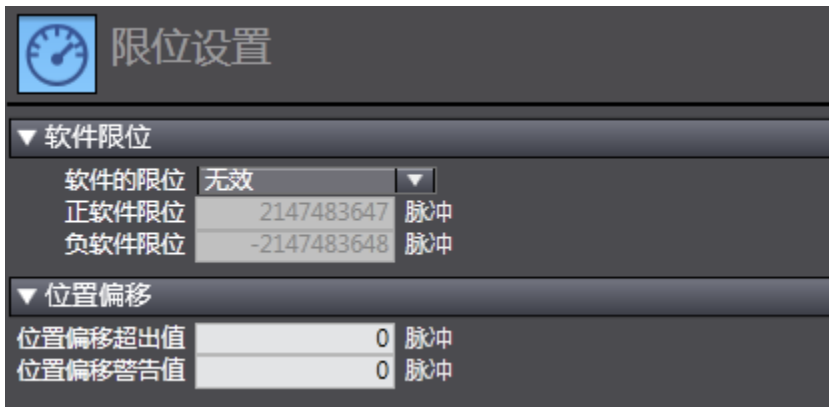 限位设置
▼软件限位
软件的限位 无效 ▼
正软件限位 2147483647 脉冲
负软件限位 -2147483648 脉冲
▼位置偏移
位置偏移超出值 0 脉冲
位置偏移警告值 0 脉冲